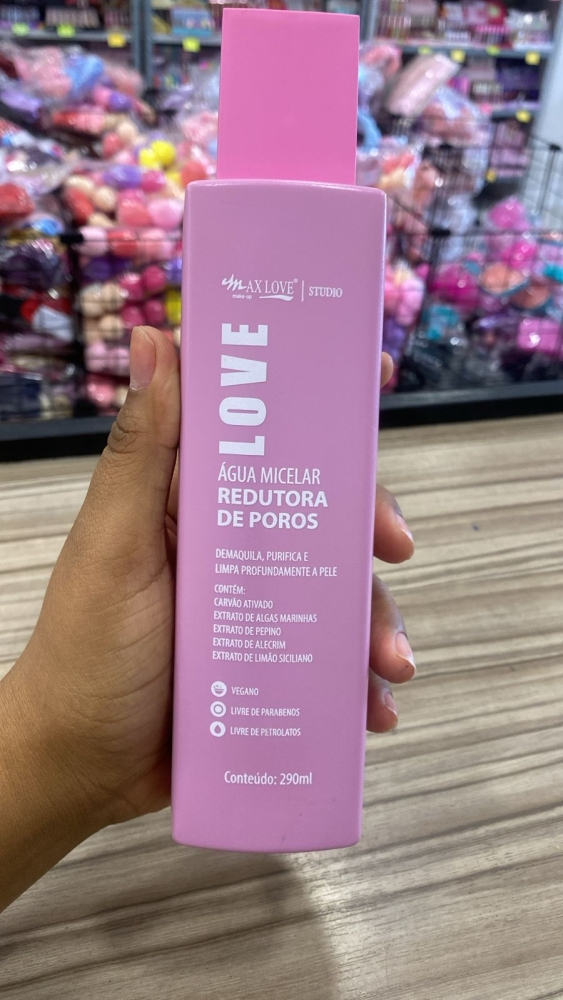 MAX LOVE® | STUDIO
make-up
LOVE
ÁGUA MICELAR
REDUTORA
DE POROS
DEMAQUILA, PURIFICA E
LIMPA PROFUNDAMENTE A PELE
CONTÉM:
CARVÃO ATIVADO
EXTRATO DE ALGAS MARINHAS
EXTRATO DE PEPINO
EXTRATO DE ALECRIM
EXTRATO DE LIMÃO SICILIANO
VEGANO
LIVRE DE PARABENOS
LIVRE DE PETROLATOS
Conteúdo: 290ml